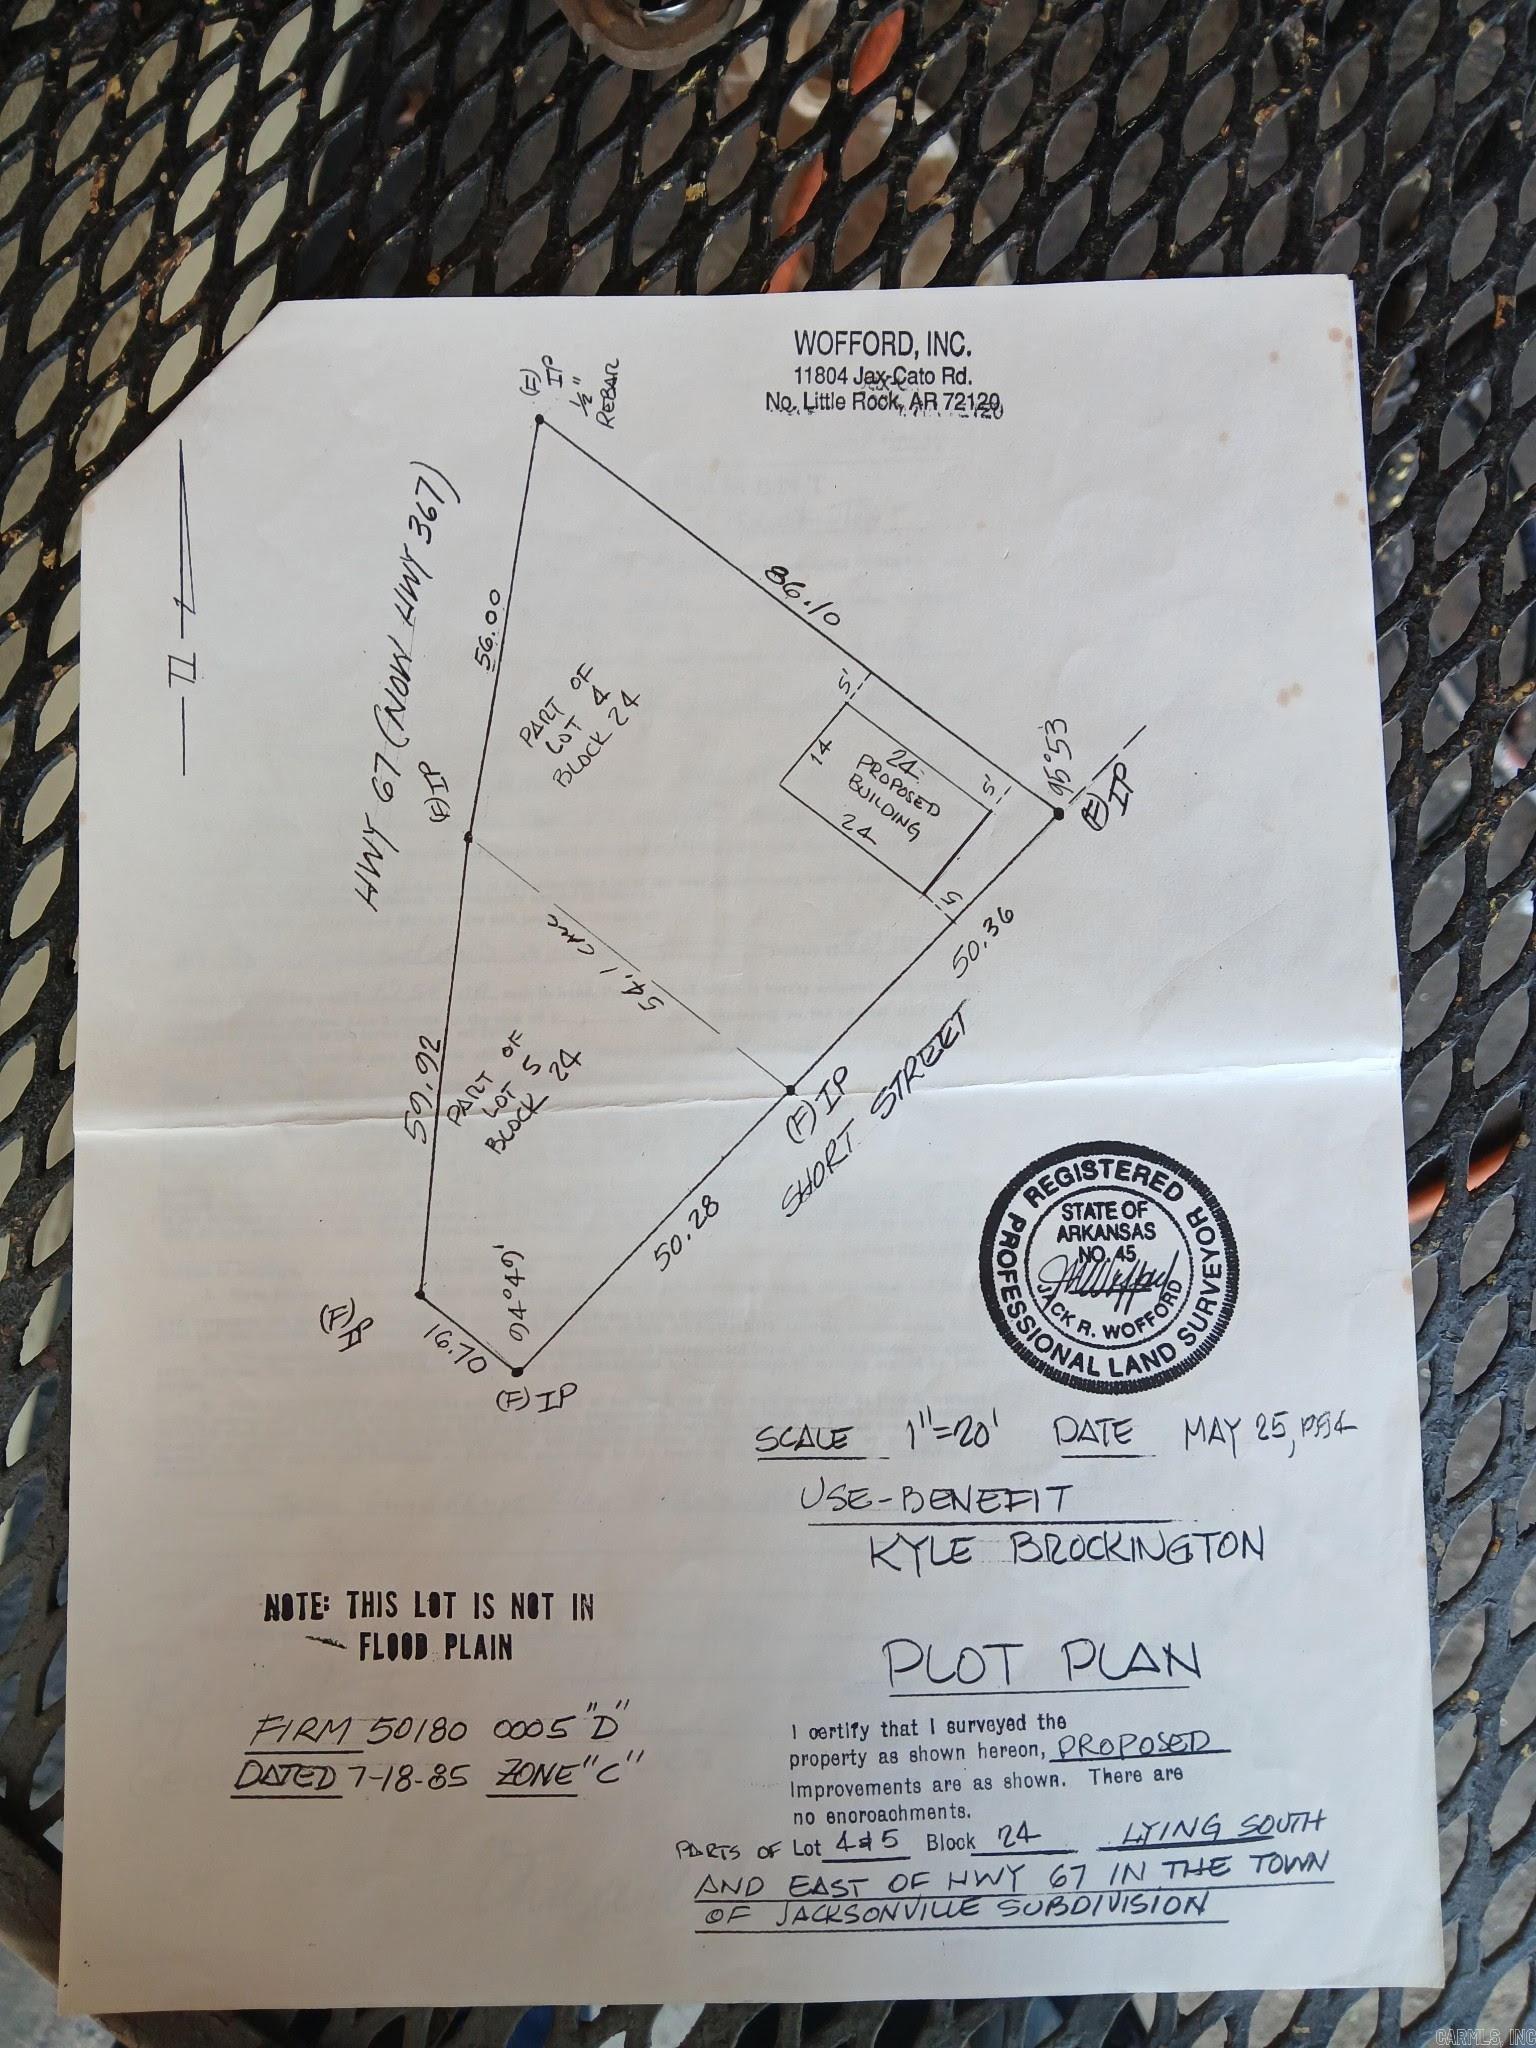 WOFFORD, INC.
11804 Jax-Cato Rd.
No. Little Rock, AR 72120
(F)
IP
1/2"
REBAR
HWY 67 (NOW HWY 367)
56.00
86.10
PART OF
LOT 4
BLOCK 24
(F) IP
5'
14
24
PROPOSED
BUILDING
24
5'
5'
95°53
(F) IP
50.36
54.1 CALC
59.92
PART OF
LOT 5
BLOCK 24
(F) IP
SHORT STREET
50.28
94°49'
(F) IP
16.70
(F) IP
REGISTERED
PROFESSIONAL LAND SURVEYOR
STATE OF
ARKANSAS
NO. 45
JACK R. WOFFORD
SCALE 1"=20' DATE MAY 25, 1994
USE-BENEFIT
KYLE BROCKINGTON
NOTE: THIS LOT IS NOT IN
FLOOD PLAIN
FIRM 50180 0005 "D"
DATED 7-18-85 ZONE "C"
PLOT PLAN
I certify that I surveyed the
property as shown hereon, PROPOSED
improvements are as shown. There are
no encroachments.
PARTS OF Lot 4&5 Block 24 LYING SOUTH
AND EAST OF HWY 67 IN THE TOWN
OF JACKSONVILLE SUBDIVISION
CARMLS, INC